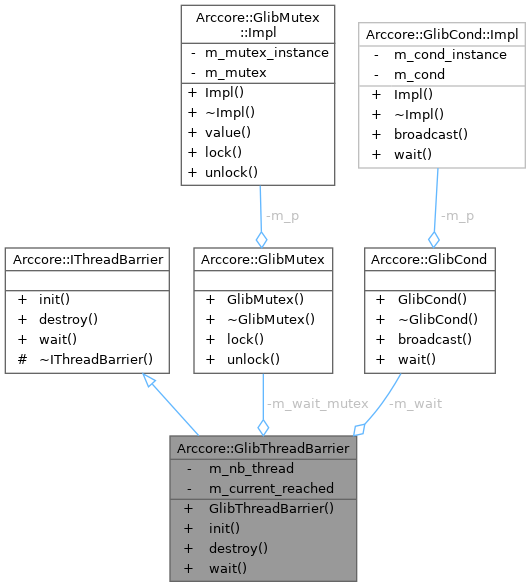 Arccore::GlibMutex
::Impl
- m_mutex_instance
- m_mutex
+ Impl()
+ ~Impl()
+ value()
+ lock()
+ unlock()
Arccore::GlibCond::Impl
- m_cond_instance
- m_cond
+ Impl()
+ ~Impl()
+ broadcast()
+ wait()
-m_p
-m_p
Arccore::IThreadBarrier
+ init()
+ destroy()
+ wait()
# ~IThreadBarrier()
Arccore::GlibMutex
+ GlibMutex()
+ ~GlibMutex()
+ lock()
+ unlock()
Arccore::GlibCond
+ GlibCond()
+ ~GlibCond()
+ broadcast()
+ wait()
-m_wait_mutex
-m_wait
Arccore::GlibThreadBarrier
- m_nb_thread
- m_current_reached
+ GlibThreadBarrier()
+ init()
+ destroy()
+ wait()